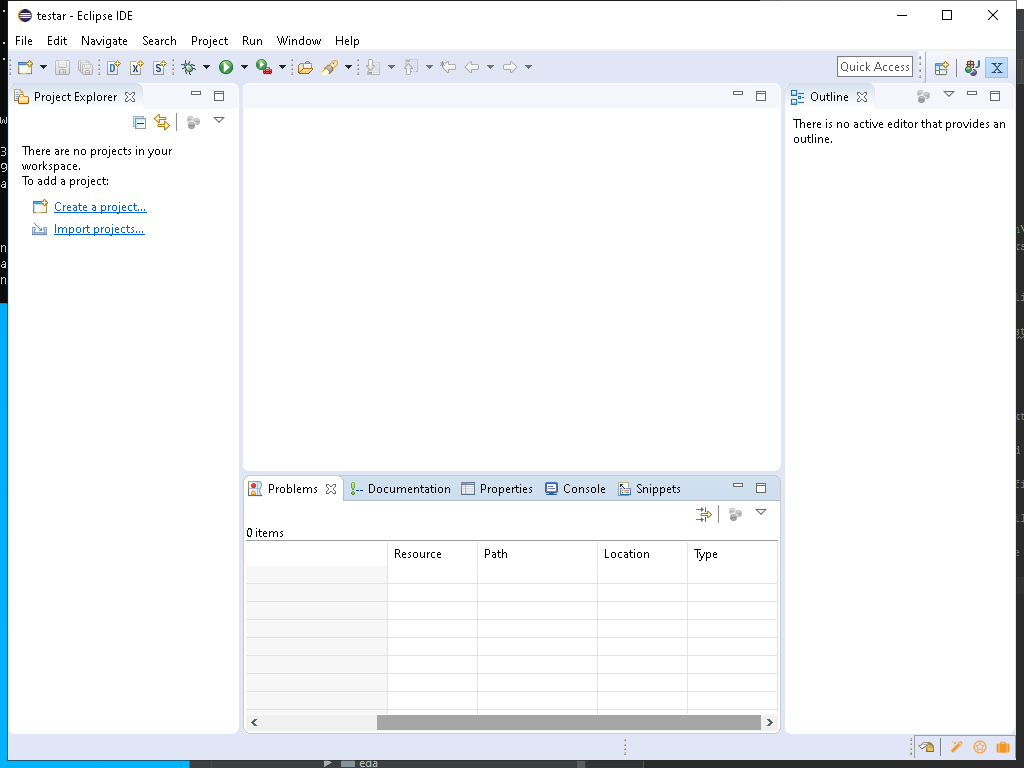 testar - Eclipse IDE
File Edit Navigate Search Project Run Window Help
Quick Access
Project Explorer
Outline
There are no projects in your
workspace.
To add a project:
Create a project...
Import projects...
There is no active editor that provides an
outline.
Problems Documentation Properties Console Snippets
0 items
Resource Path Location Type
eda